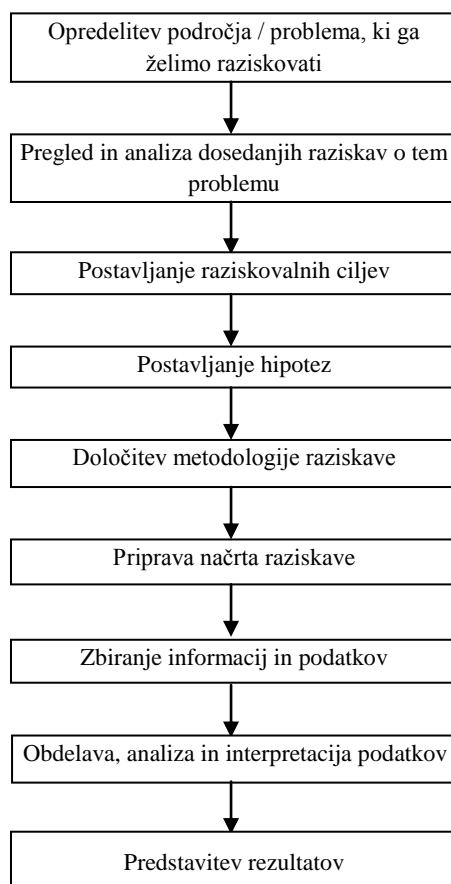 Opredelitev področja / problema, ki ga
želimo raziskovati
Pregled in analiza dosedanjih raziskav o tem
problemu
Postavljanje raziskovalnih ciljev
Postavljanje hipotez
Določitev metodologije raziskave
Priprava načrta raziskave
Zbiranje informacij in podatkov
Obdelava, analiza in interpretacija podatkov
Predstavitev rezultatov